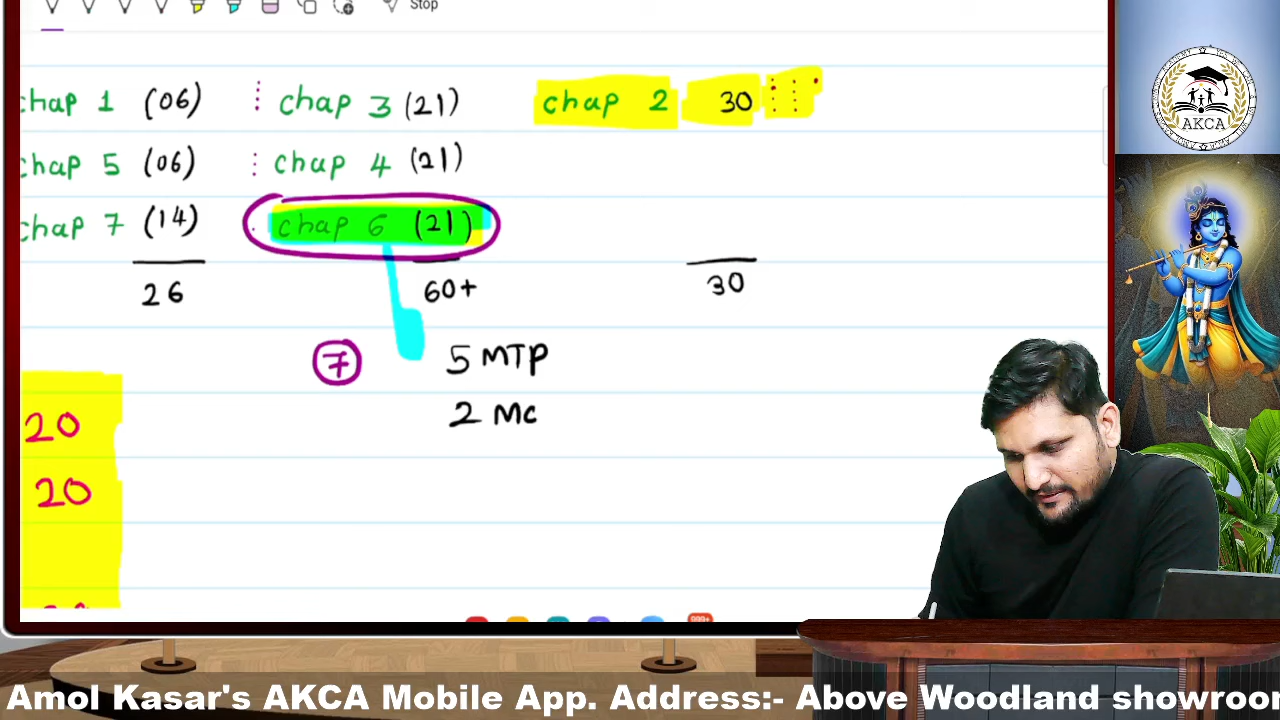 Stop
chap 1 (06) chap 3 (21) chap 2 30
chap 5 (06) chap 4 (21)
chap 7 (14) chap 6 (21)
26 60+ 30
7 5 MTP
2 Mc
20
20
AKCA
999+
Amol Kasar's AKCA Mobile App. Address:- Above Woodland showroom